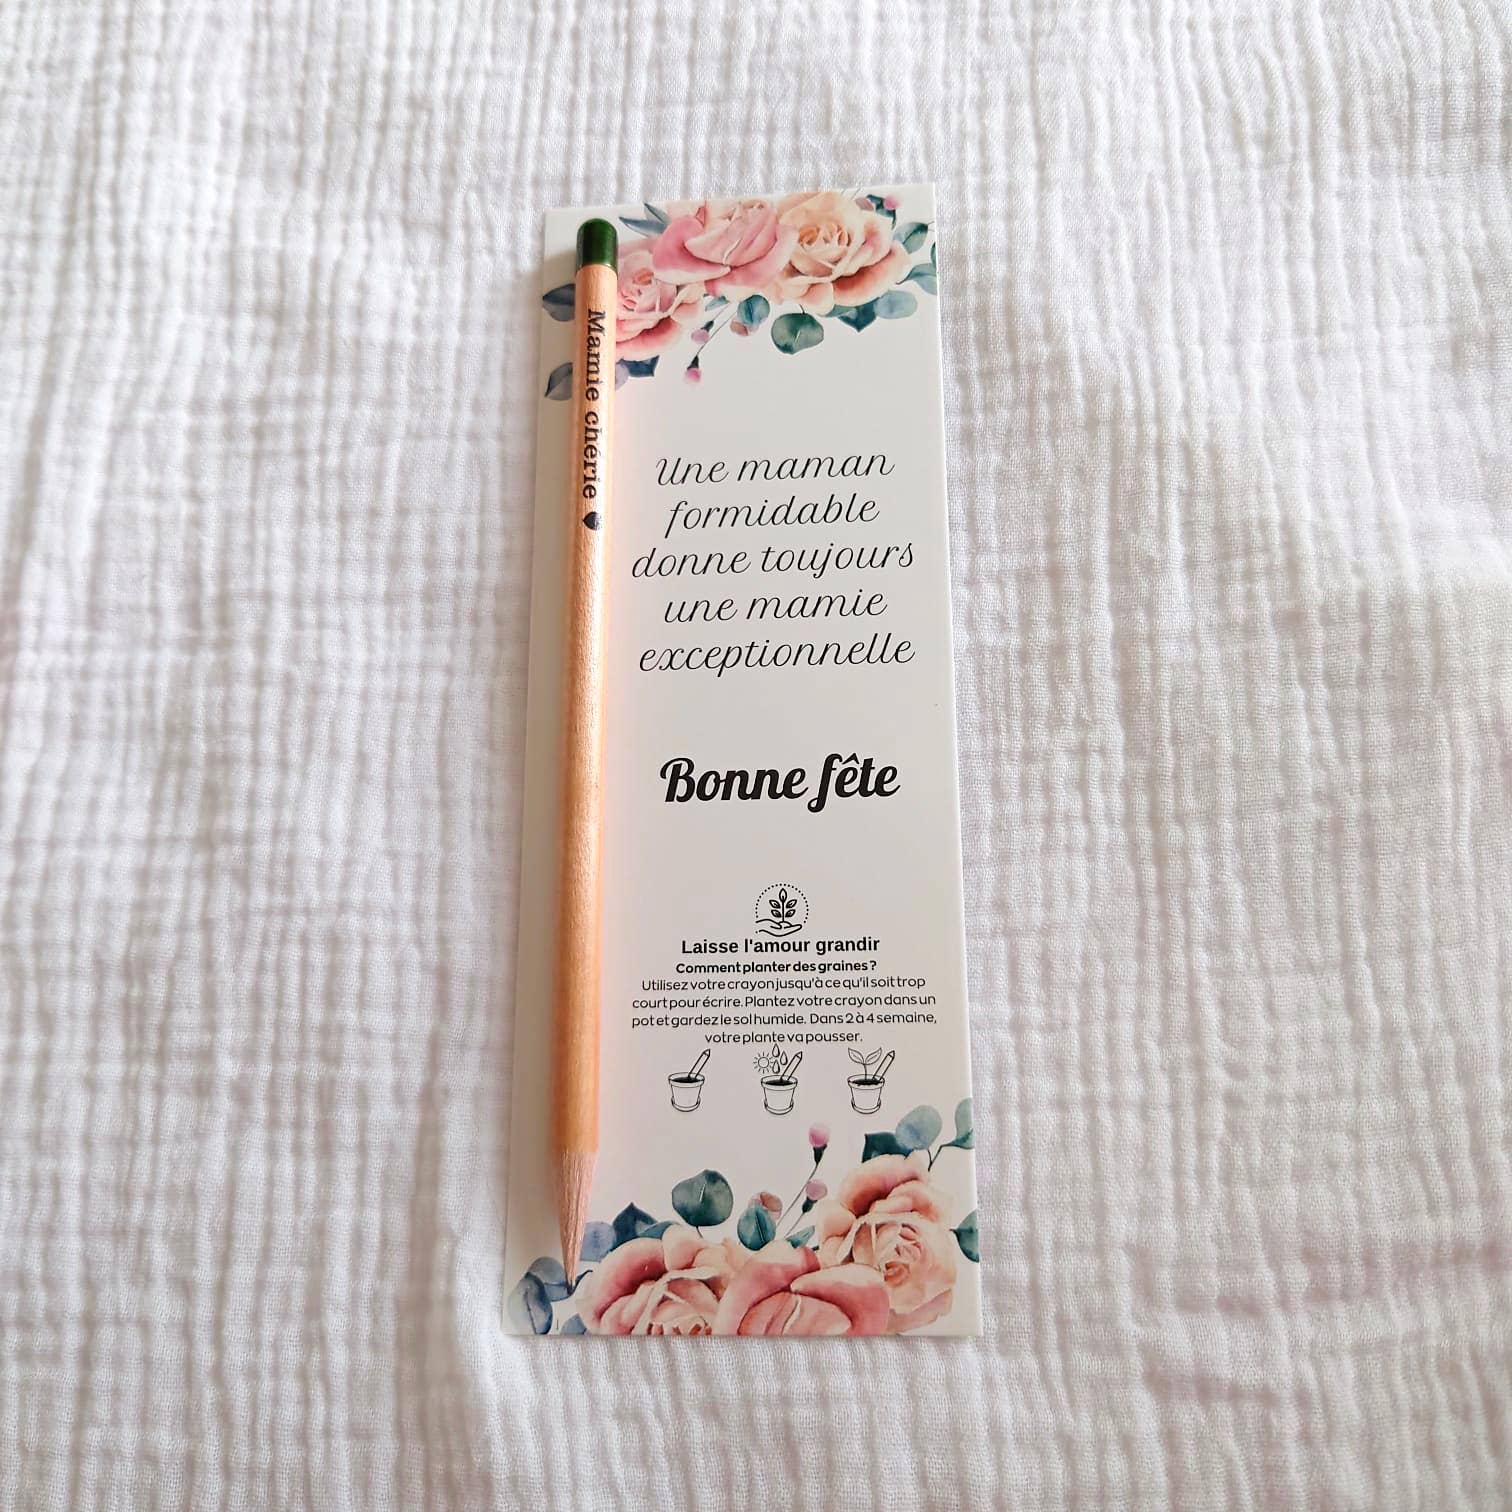 Mamie chérie
Une maman
formidable
donne toujours
une mamie
exceptionnelle
Bonne fête
Laisse l'amour grandir
Comment planter des graines ?
Utilisez votre crayon jusqu'à ce qu'il soit trop
court pour écrire. Plantez votre crayon dans un
pot et gardez le sol humide. Dans 2 à 4 semaine,
votre plante va pousser.